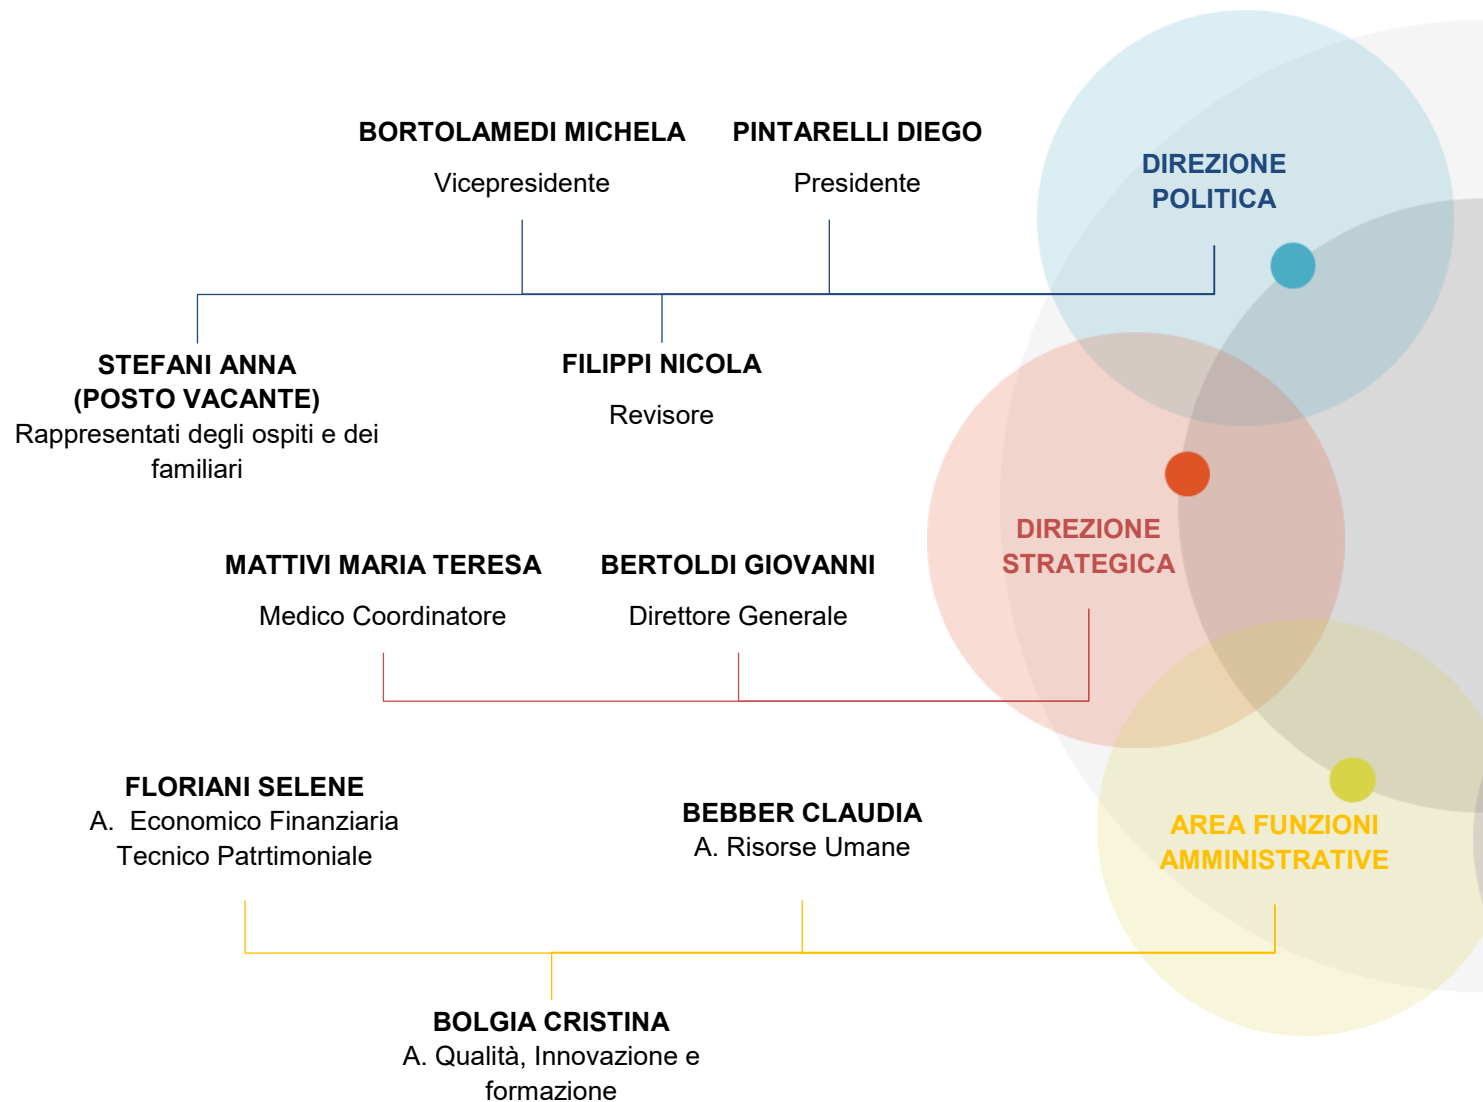 BORTOLAMEDI MICHELA
Vicepresidente
PINTARELLI DIEGO
Presidente
DIREZIONE
POLITICA
STEFANI ANNA
(POSTO VACANTE)
Rappresentati degli ospiti e dei
familiari
FILIPPI NICOLA
Revisore
MATTIVI MARIA TERESA
Medico Coordinatore
BERTOLDI GIOVANNI
Direttore Generale
DIREZIONE
STRATEGICA
FLORIANI SELENE
A. Economico Finanziaria
Tecnico Patrtimoniale
BEBBER CLAUDIA
A. Risorse Umane
AREA FUNZIONI
AMMINISTRATIVE
BOLGIA CRISTINA
A. Qualità, Innovazione e
formazione